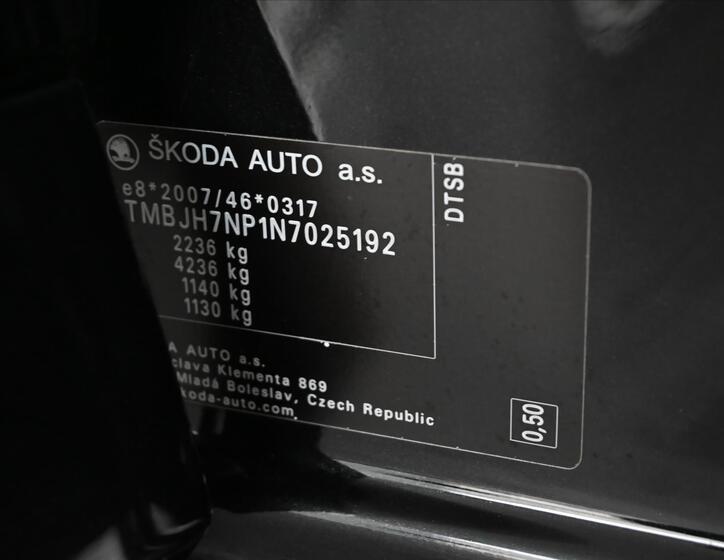 ŠKODA AUTO a.s.
e8*2007/46*0317
TMBJH7NP1N7025192
2236 kg
4236 kg
1140 kg
1130 kg
DTSB
A AUTO a.s.
clava Klementa 869
Mladá Boleslav, Czech Republic
koda-auto.com
0,50